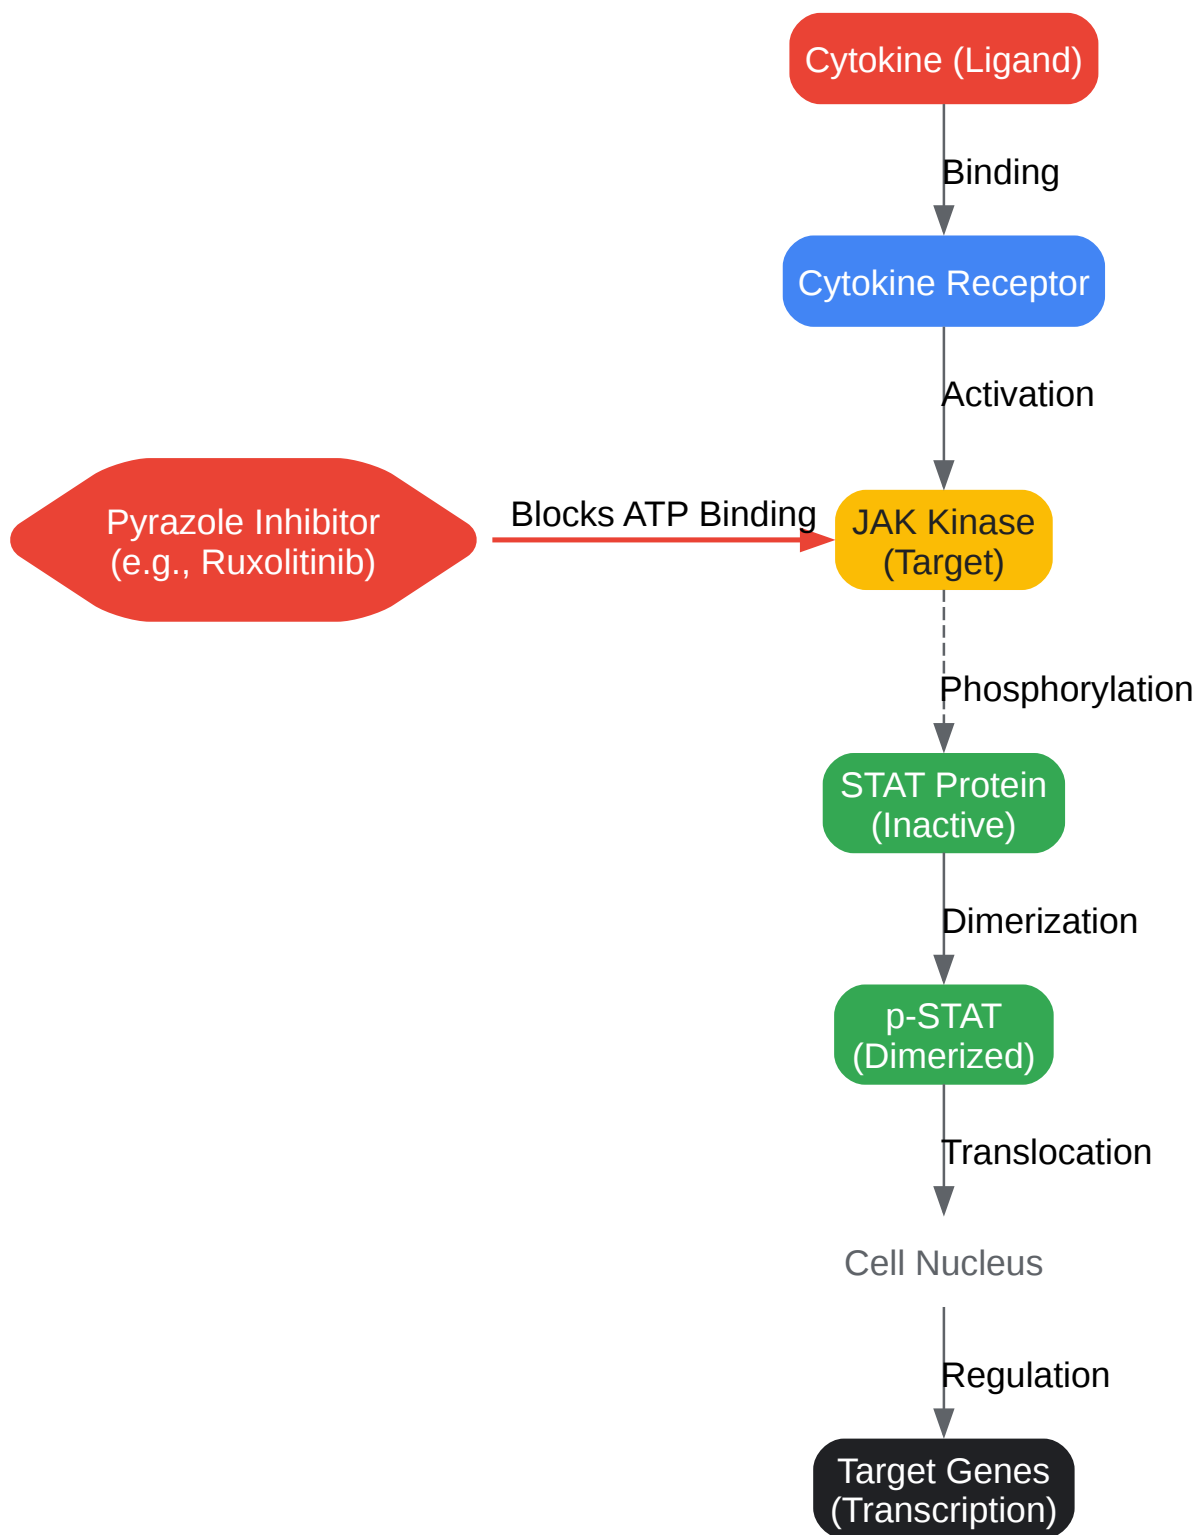 Cytokine (Ligand)
Binding
Cytokine Receptor
Activation
Pyrazole Inhibitor
(e.g., Ruxolitinib)
Blocks ATP Binding
JAK Kinase
(Target)
Phosphorylation
STAT Protein
(Inactive)
Dimerization
p-STAT
(Dimerized)
Translocation
Cell Nucleus
Regulation
Target Genes
(Transcription)